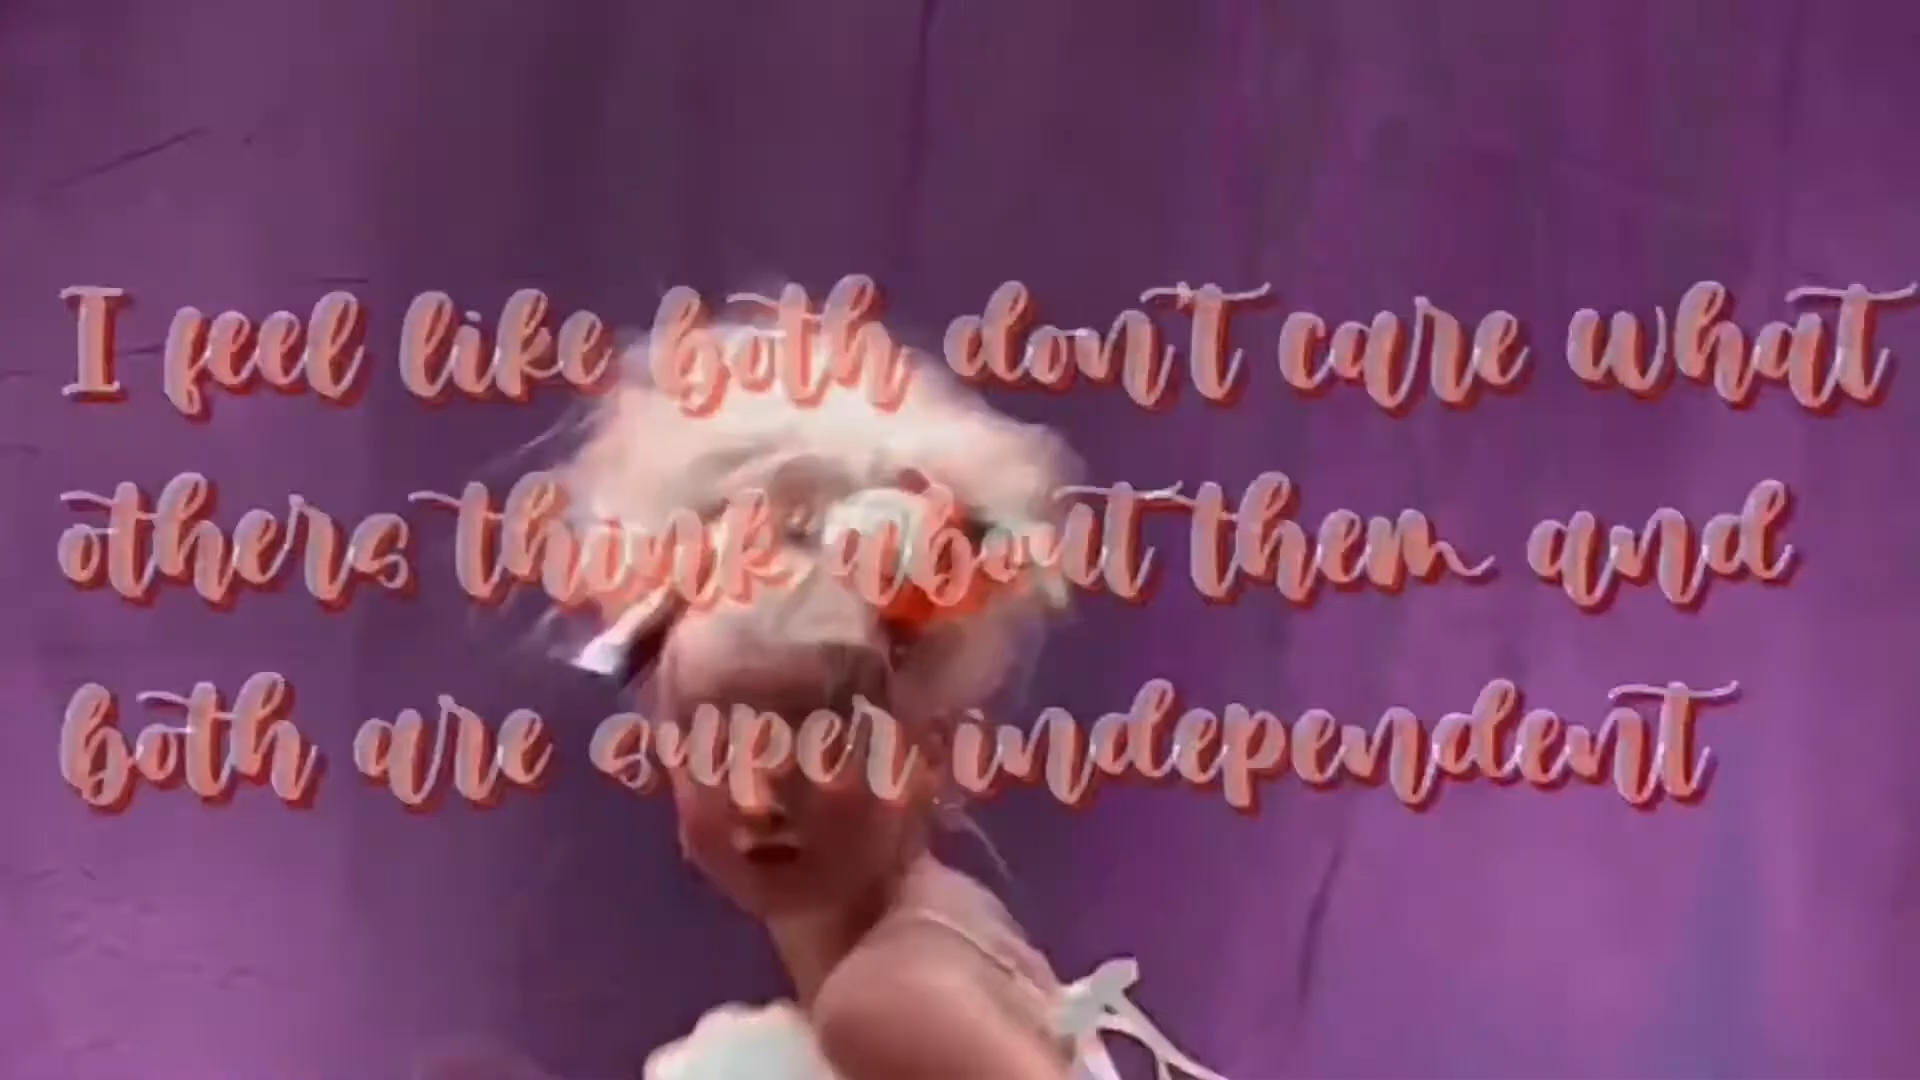 I feel like both don't care what
others think about them and
both are super independent